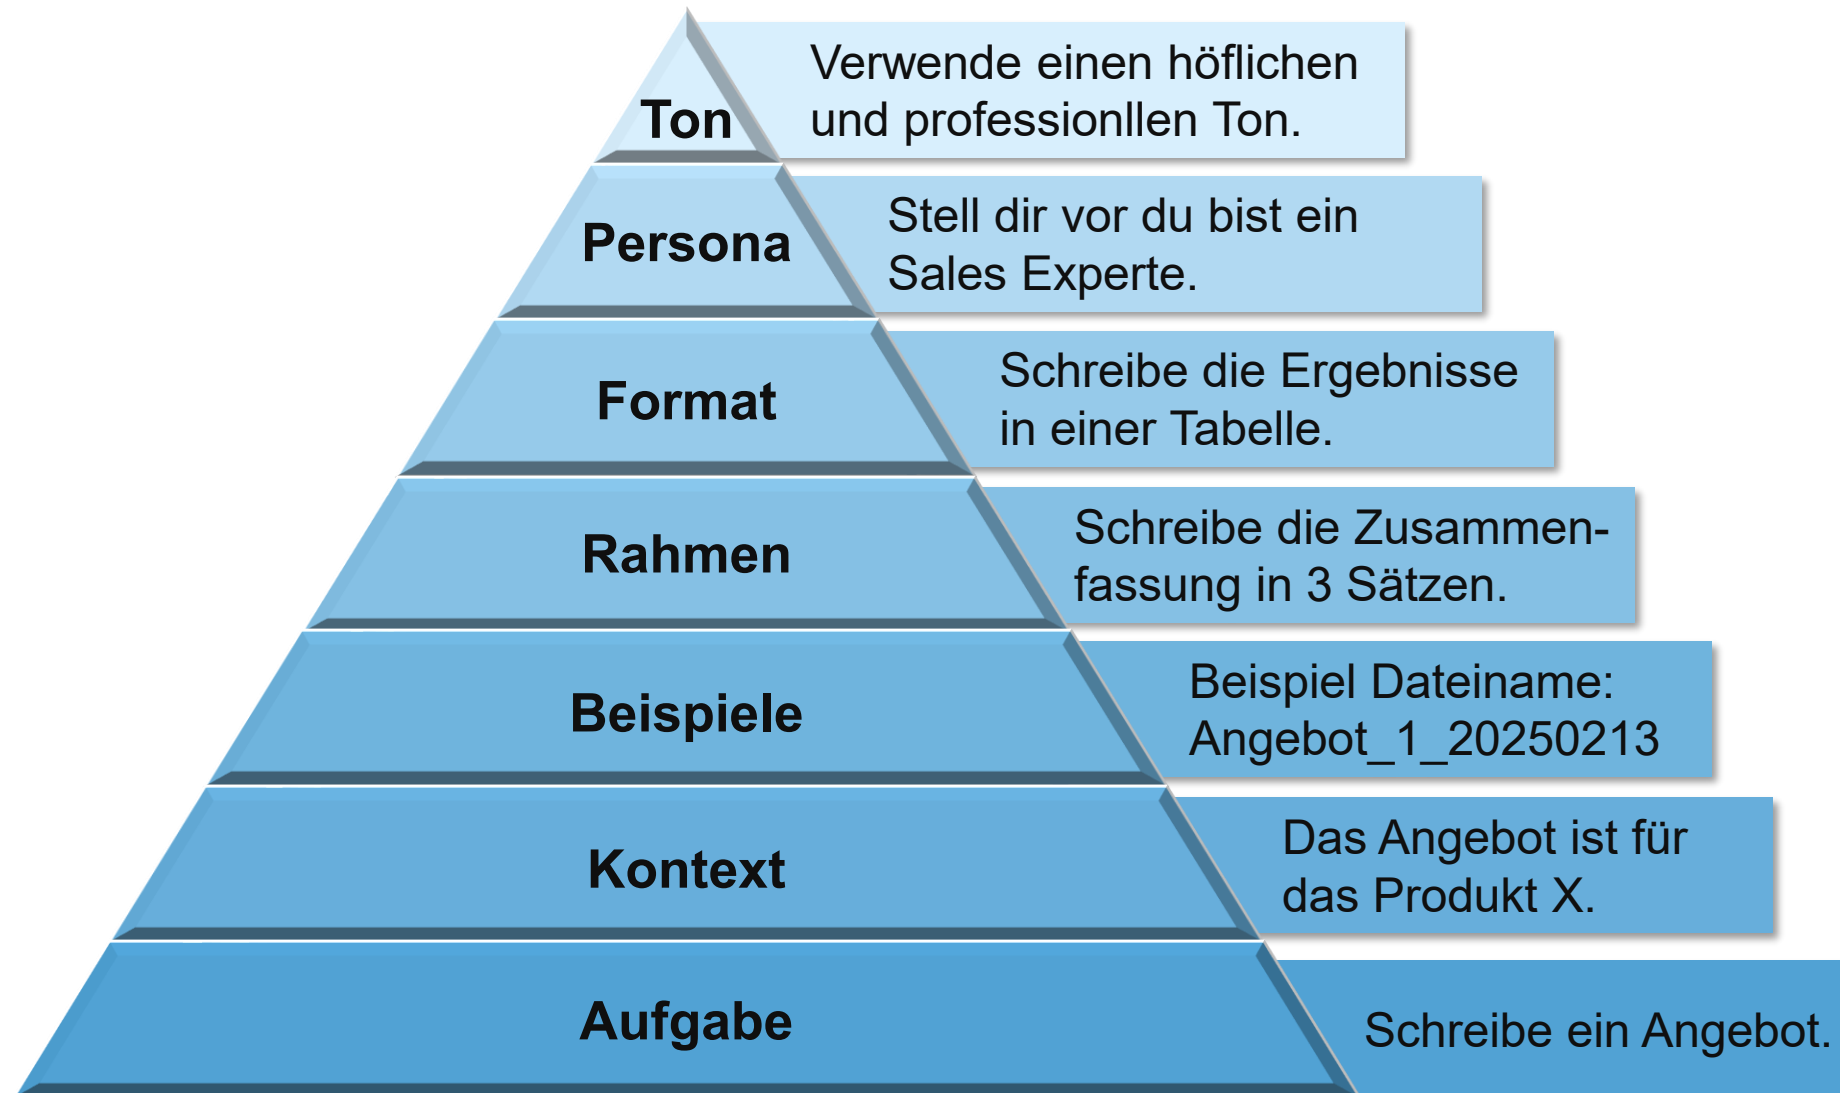 Ton
Verwende einen höflichen
und professionllen Ton.
Persona
Stell dir vor du bist ein
Sales Experte.
Format
Schreibe die Ergebnisse
in einer Tabelle.
Rahmen
Schreibe die Zusammen-
fassung in 3 Sätzen.
Beispiele
Beispiel Dateiname:
Angebot_1_20250213
Kontext
Das Angebot ist für
das Produkt X.
Aufgabe
Schreibe ein Angebot.